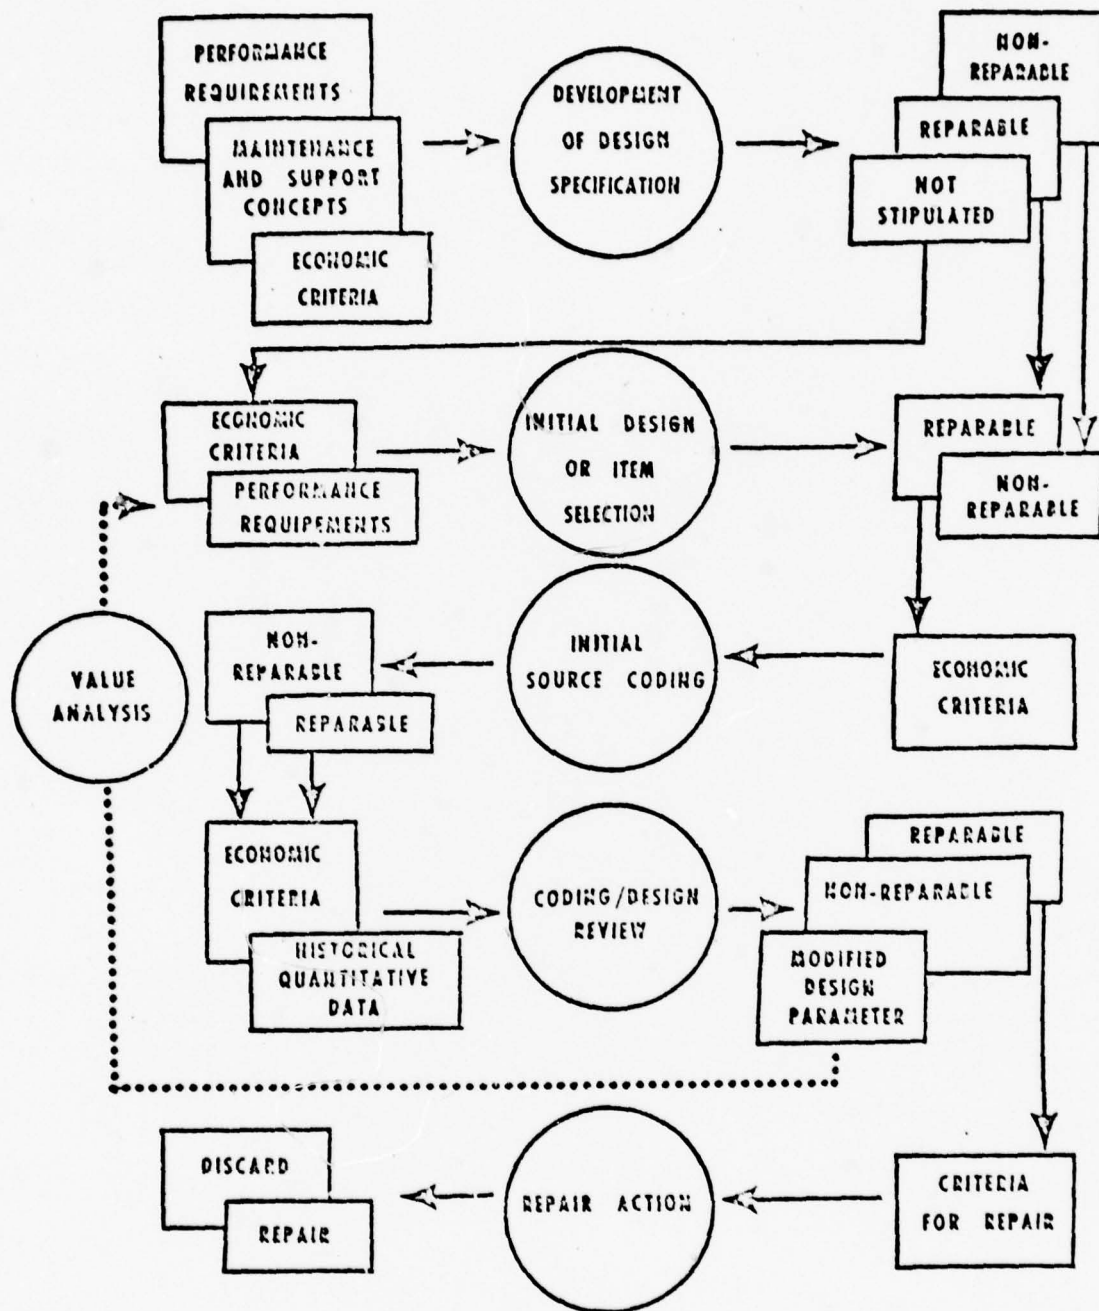 PERFORMANCE
REQUIREMENTS
MAINTENANCE
AND SUPPORT
CONCEPTS
ECONOMIC
CRITERIA
DEVELOPMENT
OF DESIGN
SPECIFICATION
NON-
REPARABLE
REPARABLE
NOT
STIPULATED
ECONOMIC
CRITERIA
PERFORMANCE
REQUIPEMENTS
INITIAL DESIGN
OR ITEM
SELECTION
REPARABLE
NON-
REPARABLE
VALUE
ANALYSIS
NON-
REPARABLE
REPARABLE
INITIAL
SOURCE CODING
ECONOMIC
CRITERIA
ECONOMIC
CRITERIA
HISTORICAL
QUANTITATIVE
DATA
CODING/DESIGN
REVIEW
REPARABLE
NON-REPARABLE
MODIFIED
DESIGN
PARAMETER
DISCARD
REPAIR
REPAIR ACTION
CRITERIA
FOR REPAIR